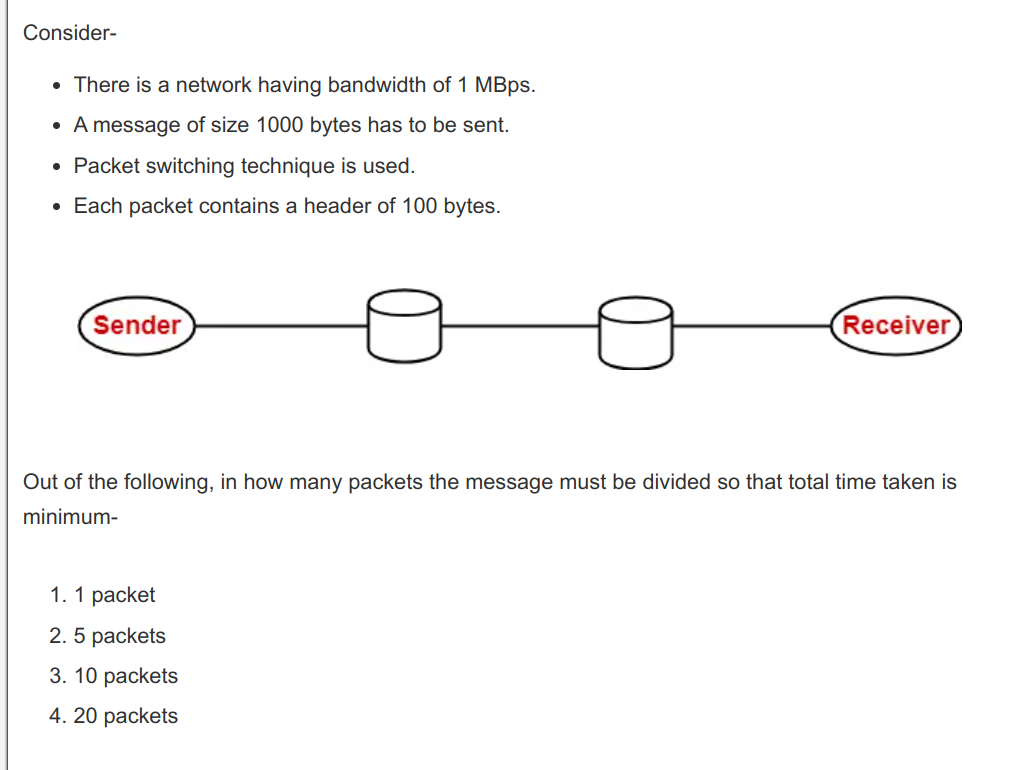 Consider-
• There is a network having bandwidth of 1 MBps.
• A message of size 1000 bytes has to be sent.
• Packet switching technique is used.
• Each packet contains a header of 100 bytes.
Sender Receiver
Out of the following, in how many packets the message must be divided so that total time taken is
minimum-
1. 1 packet
2. 5 packets
3. 10 packets
4. 20 packets